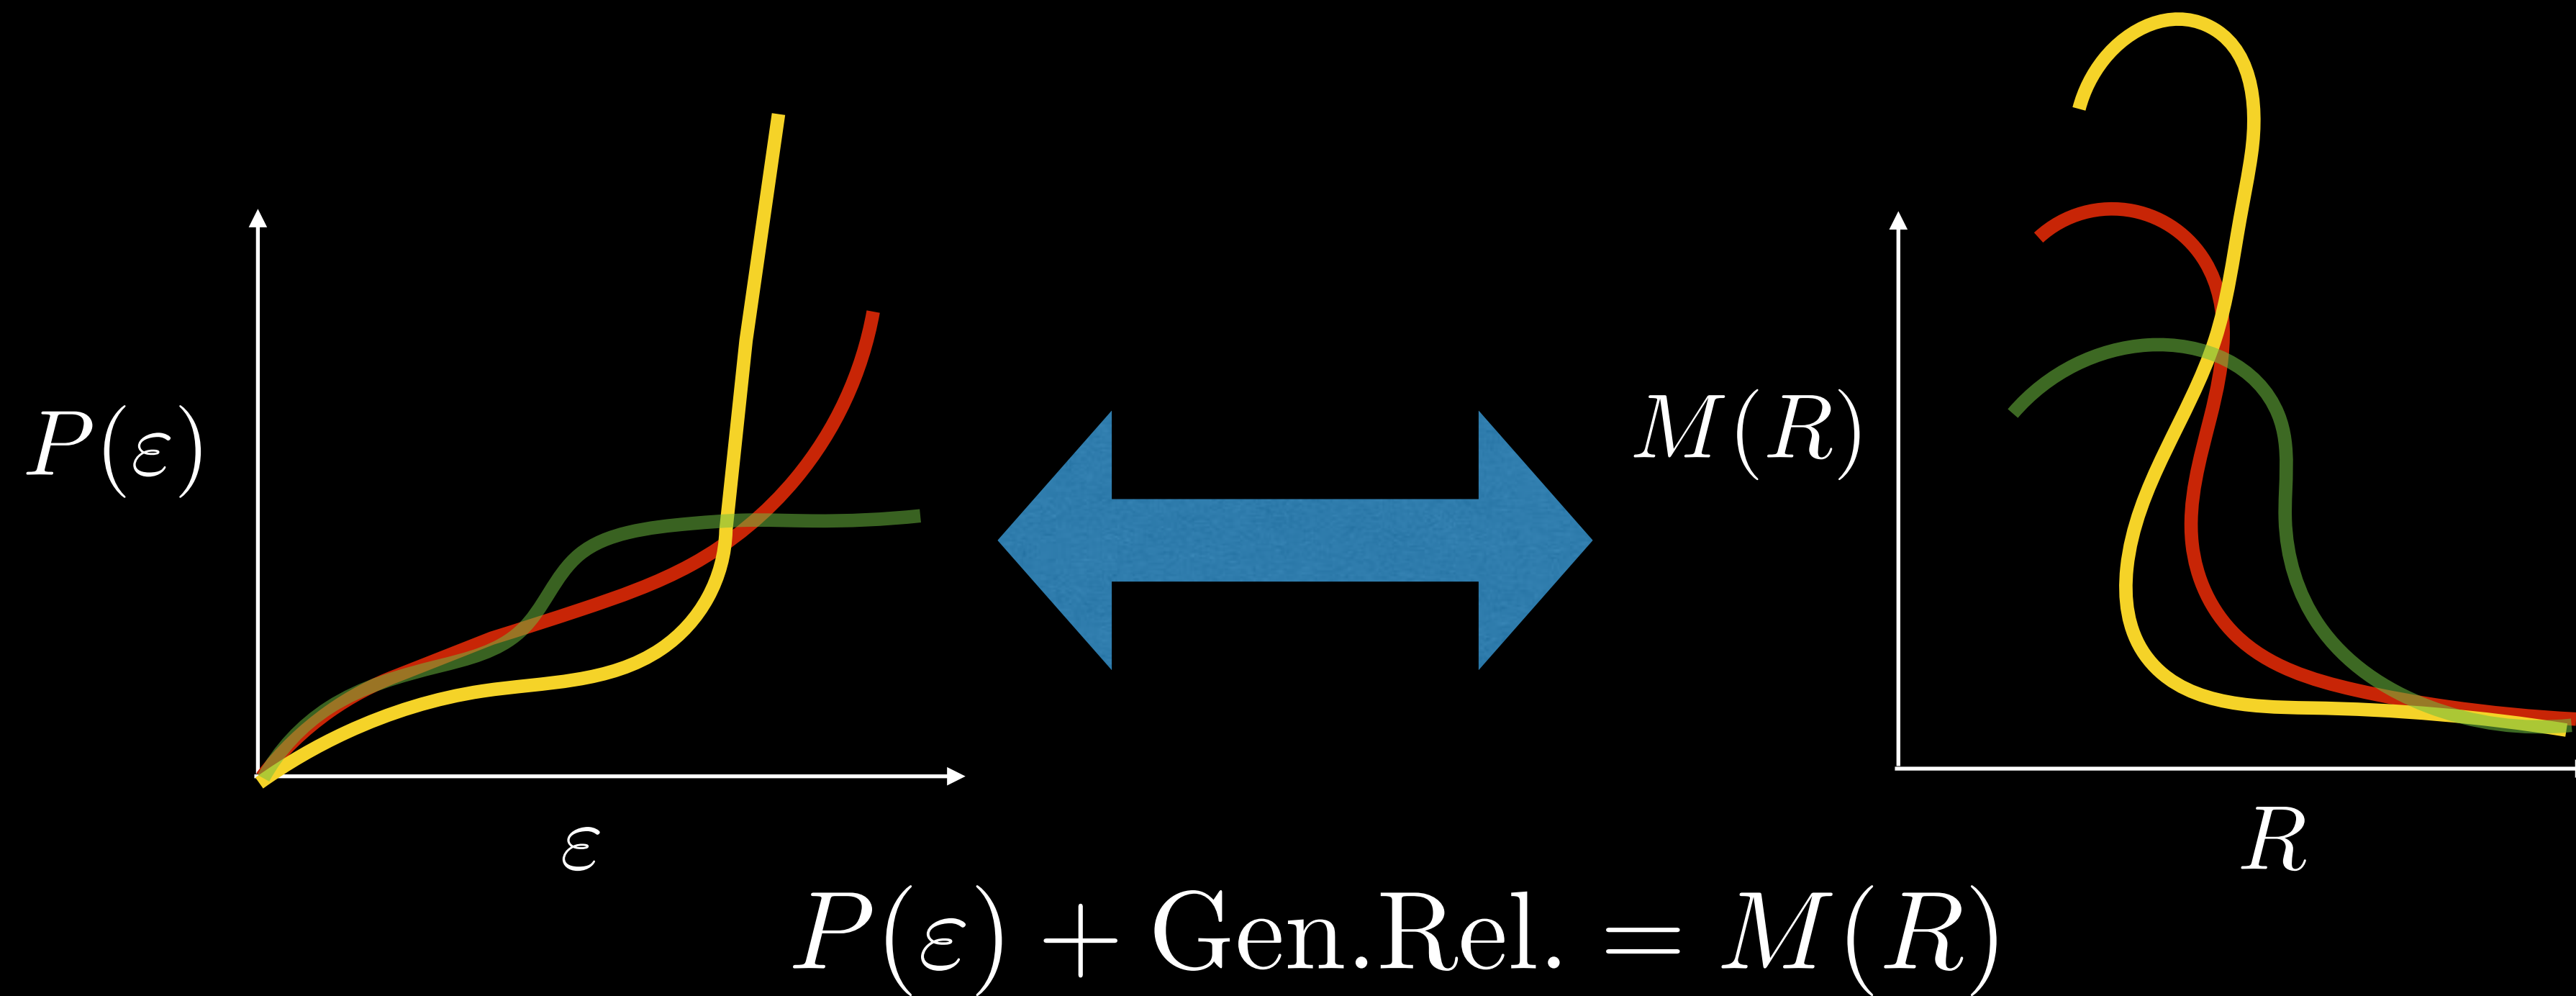 P(ε)
M(R)
ε
R
P(ε) + Gen.Rel. = M(R)